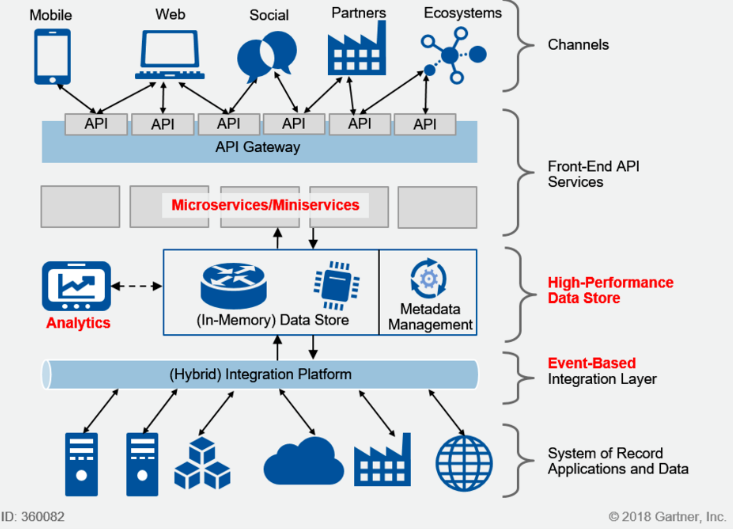 Mobile
Web
Social
Partners
Ecosystems
Channels
API API API API API API
API Gateway
Front-End API
Services
Microservices/Miniservices
Analytics
(In-Memory) Data Store
Metadata
Management
High-Performance
Data Store
(Hybrid) Integration Platform
Event-Based
Integration Layer
System of Record
Applications and Data
ID: 360082
© 2018 Gartner, Inc.